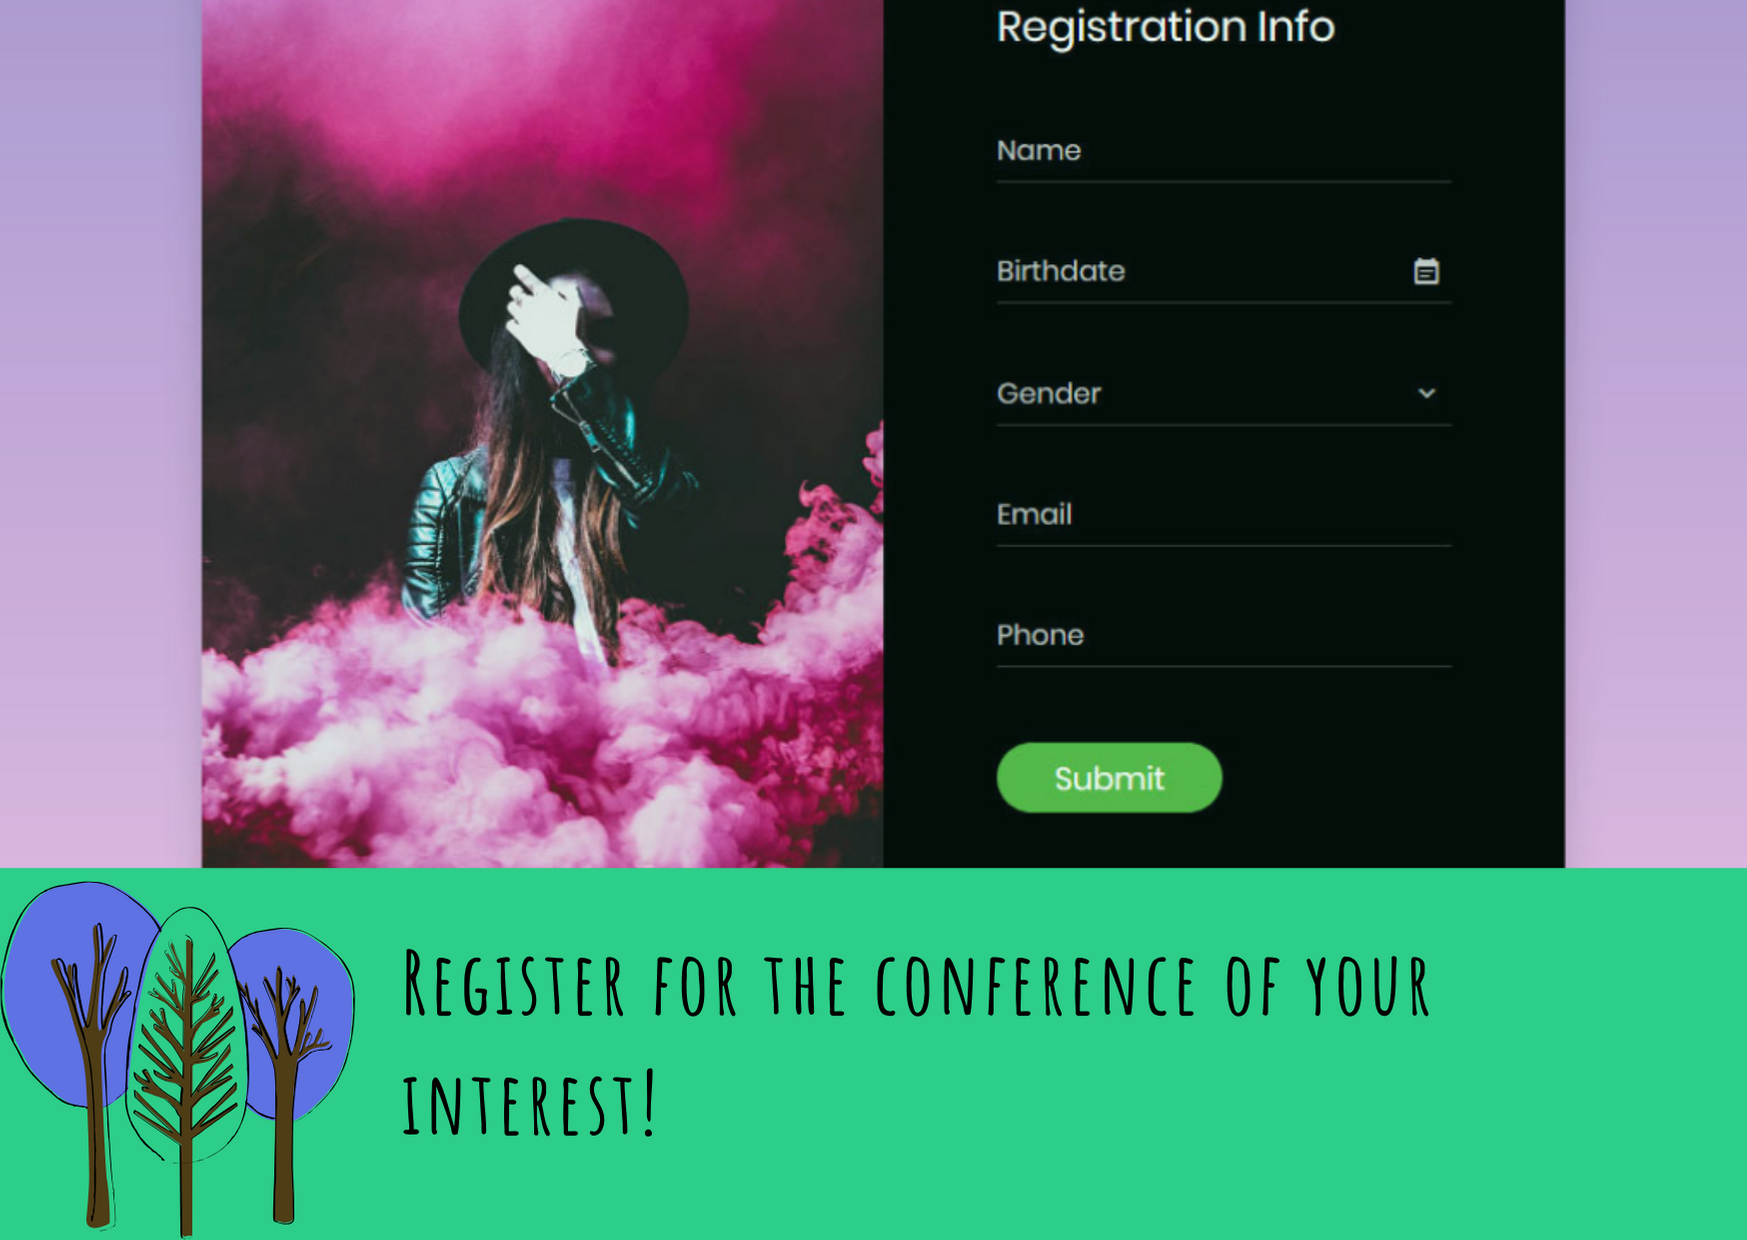 Registration Info
Name
Birthdate
Gender
Email
Phone
Submit
Register for the conference of your
interest!